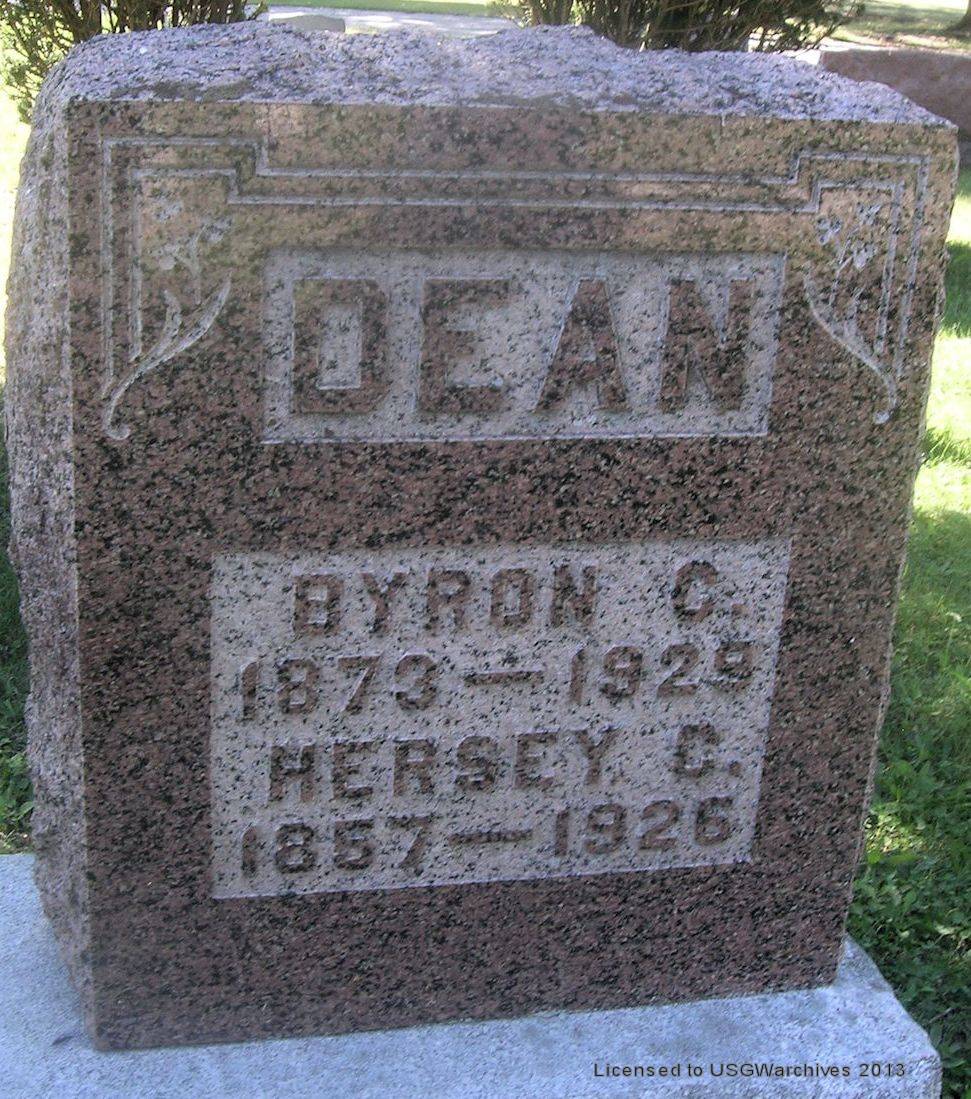 DEAN
BYRON C.
1873 — 1929
HERSEY C.
1857 — 1926
Licensed to USGWarchives 2013